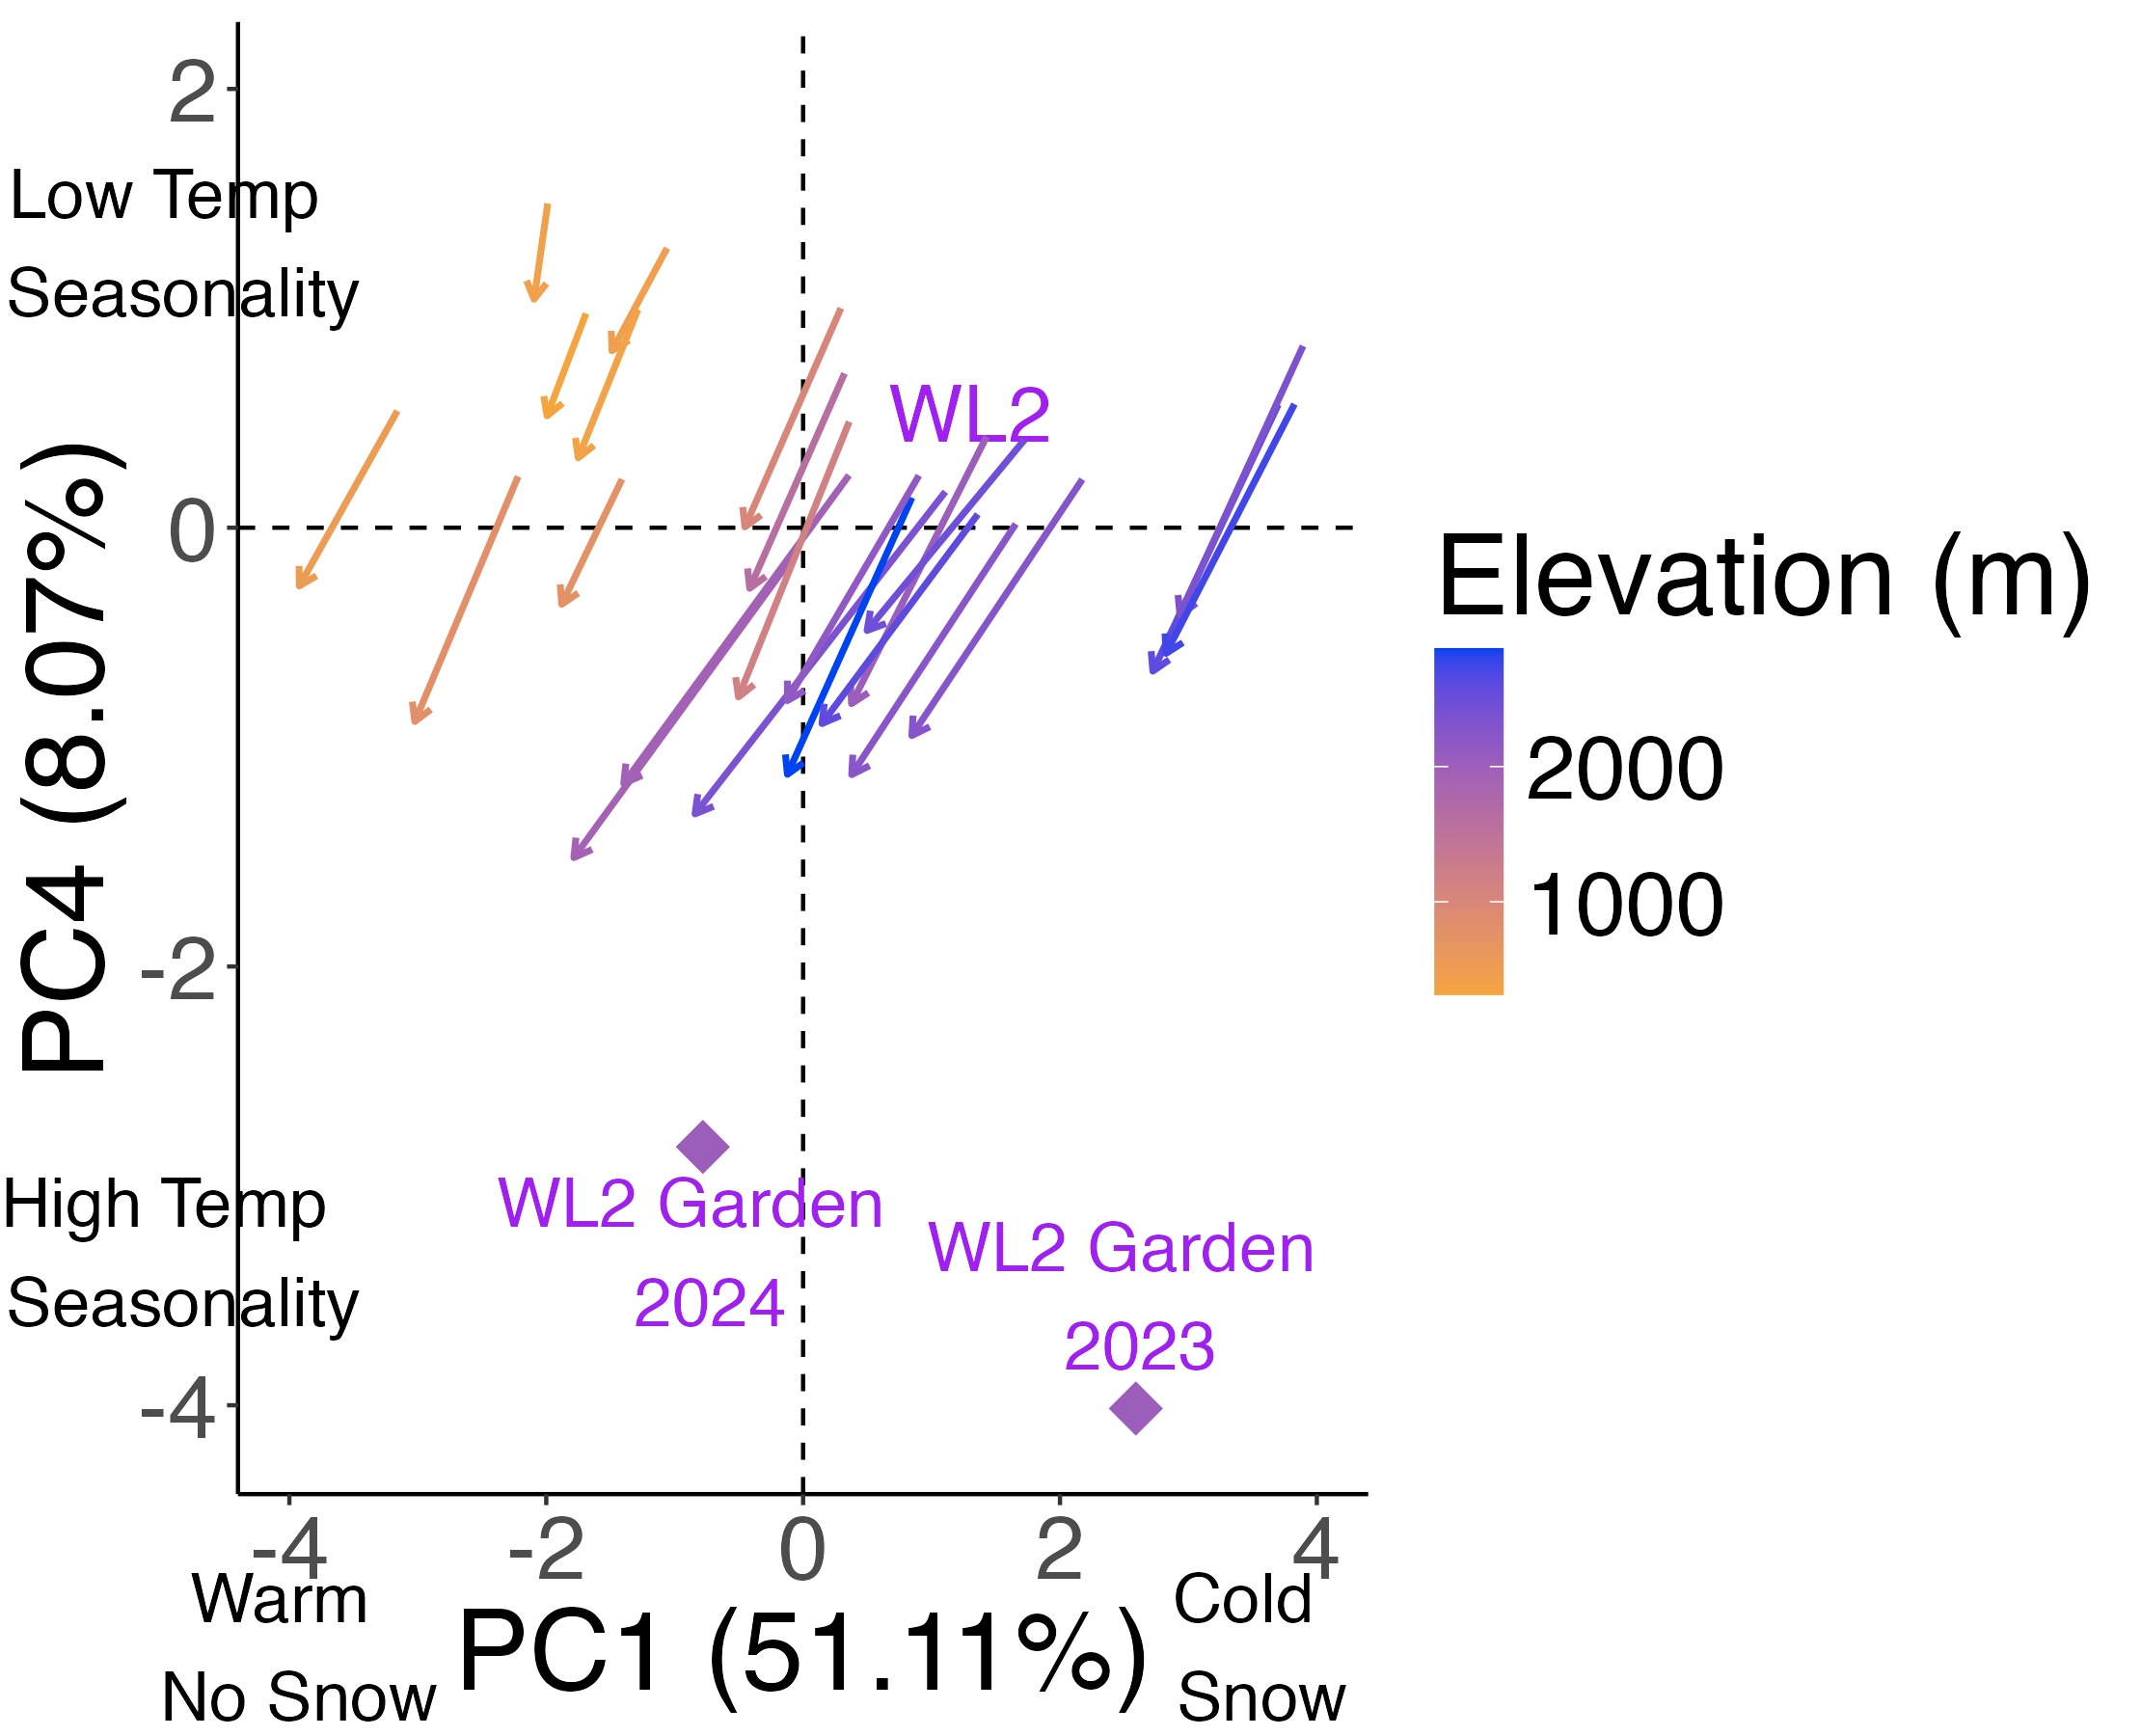 2
Low Temp
Seasonality
WL2
0
PC4 (8.07%)
-2
High Temp
Seasonality
-4
WL2 Garden
2024
WL2 Garden
2023
-4
-2
0
2
4
Warm
No Snow
PC1 (51.11%)
Cold
Snow
Elevation (m)
2000
1000